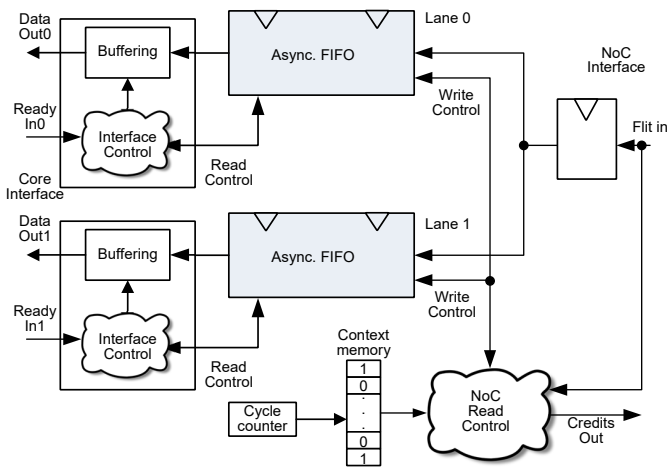 Data
Out0
Buffering
Async. FIFO
Lane 0
NoC
Interface
Write
Control
Flit in
Ready
In0
Interface
Control
Read
Control
Core
Interface
Data
Out1
Buffering
Async. FIFO
Lane 1
Write
Control
Ready
In1
Interface
Control
Read
Control
Context
memory
1
0
.
.
.
0
1
Cycle
counter
NoC
Read
Control
Credits
Out